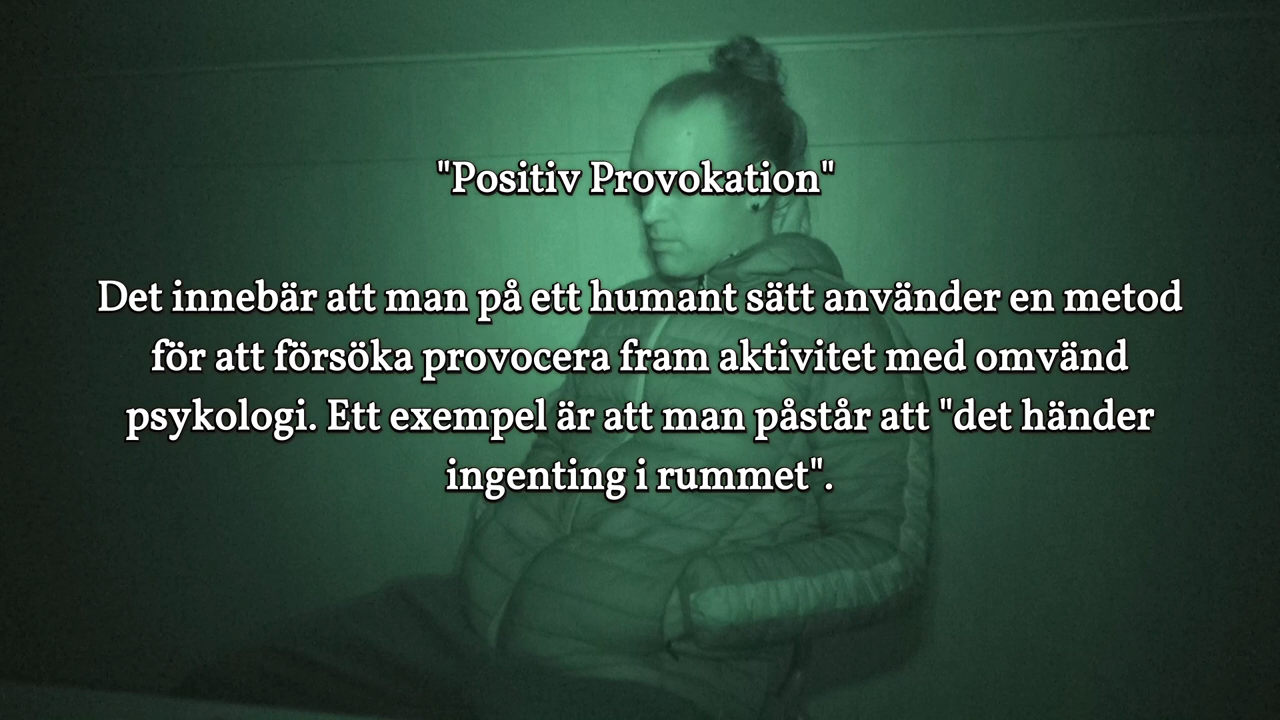 "Positiv Provokation"
Det innebär att man på ett humant sätt använder en metod
för att försöka provocera fram aktivitet med omvänd
psykologi. Ett exempel är att man påstår att "det händer
ingenting i rummet".